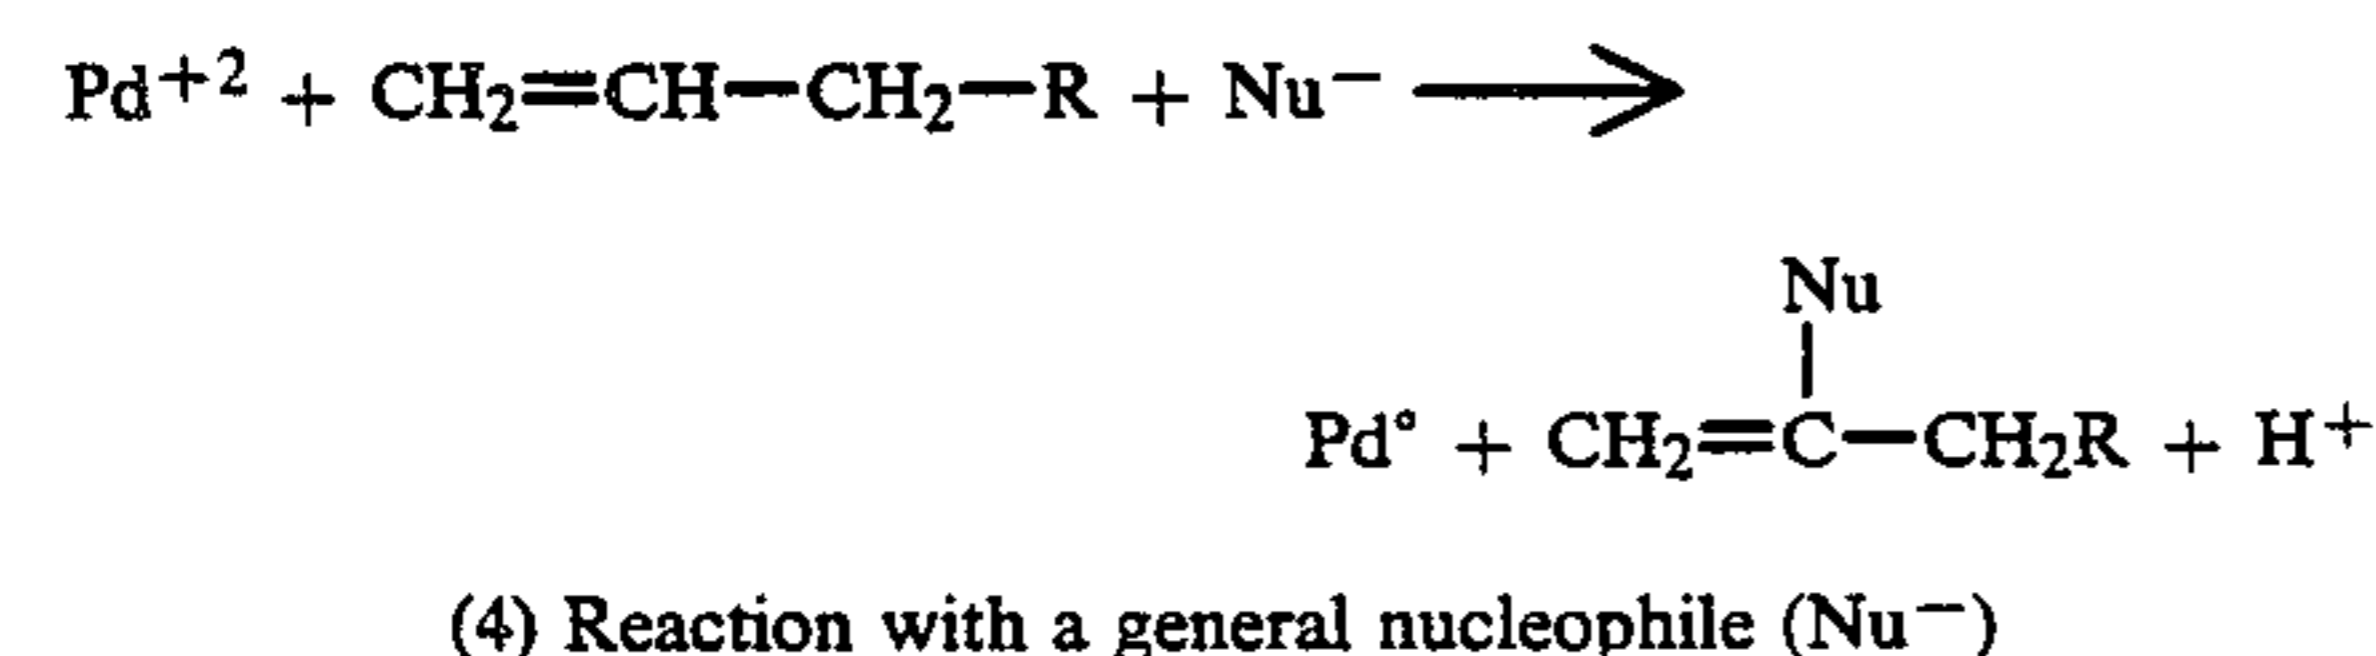 Pd+2 + CH2=CH—CH2—R + Nu− ⟶
Nu
|
Pd° + CH2=C—CH2R + H+
(4) Reaction with a general nucleophile (Nu−)